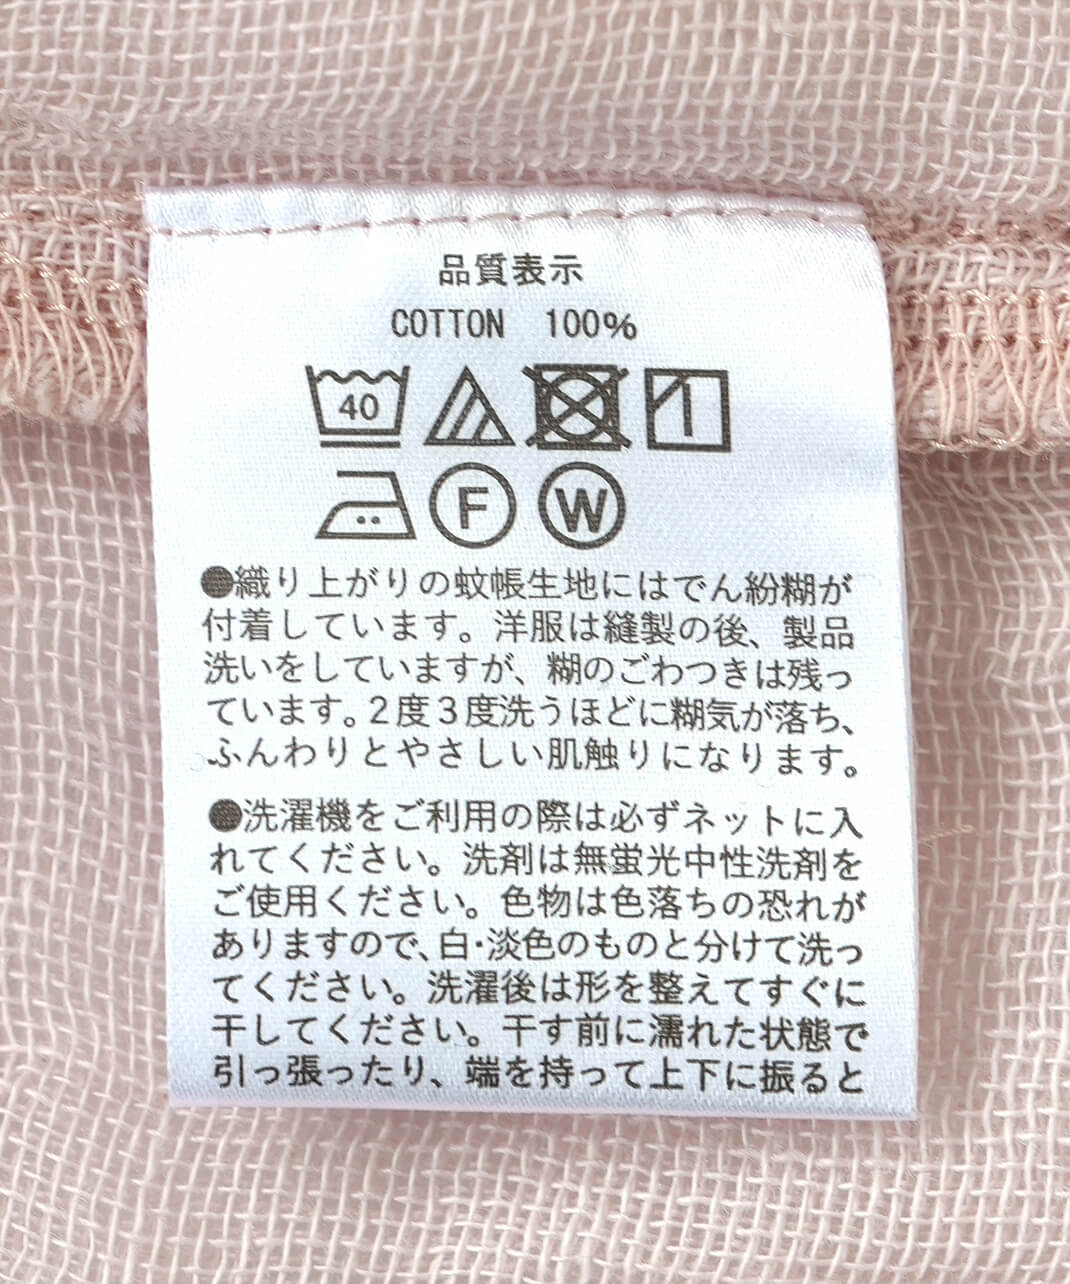 品質表示
COTTON 100%
40
F W
●織り上がりの蚊帳生地にはでん紛糊が
付着しています。洋服は縫製の後、製品
洗いをしていますが、糊のごわつきは残っ
ています。2度3度洗うほどに糊気が落ち、
ふんわりとやさしい肌触りになります。
●洗濯機をご利用の際は必ずネットに入
れてください。洗剤は無蛍光中性洗剤を
ご使用ください。色物は色落ちの恐れが
ありますので、白・淡色のものと分けて洗っ
てください。洗濯後は形を整えてすぐに
干してください。干す前に濡れた状態で
引っ張ったり、端を持って上下に振ると